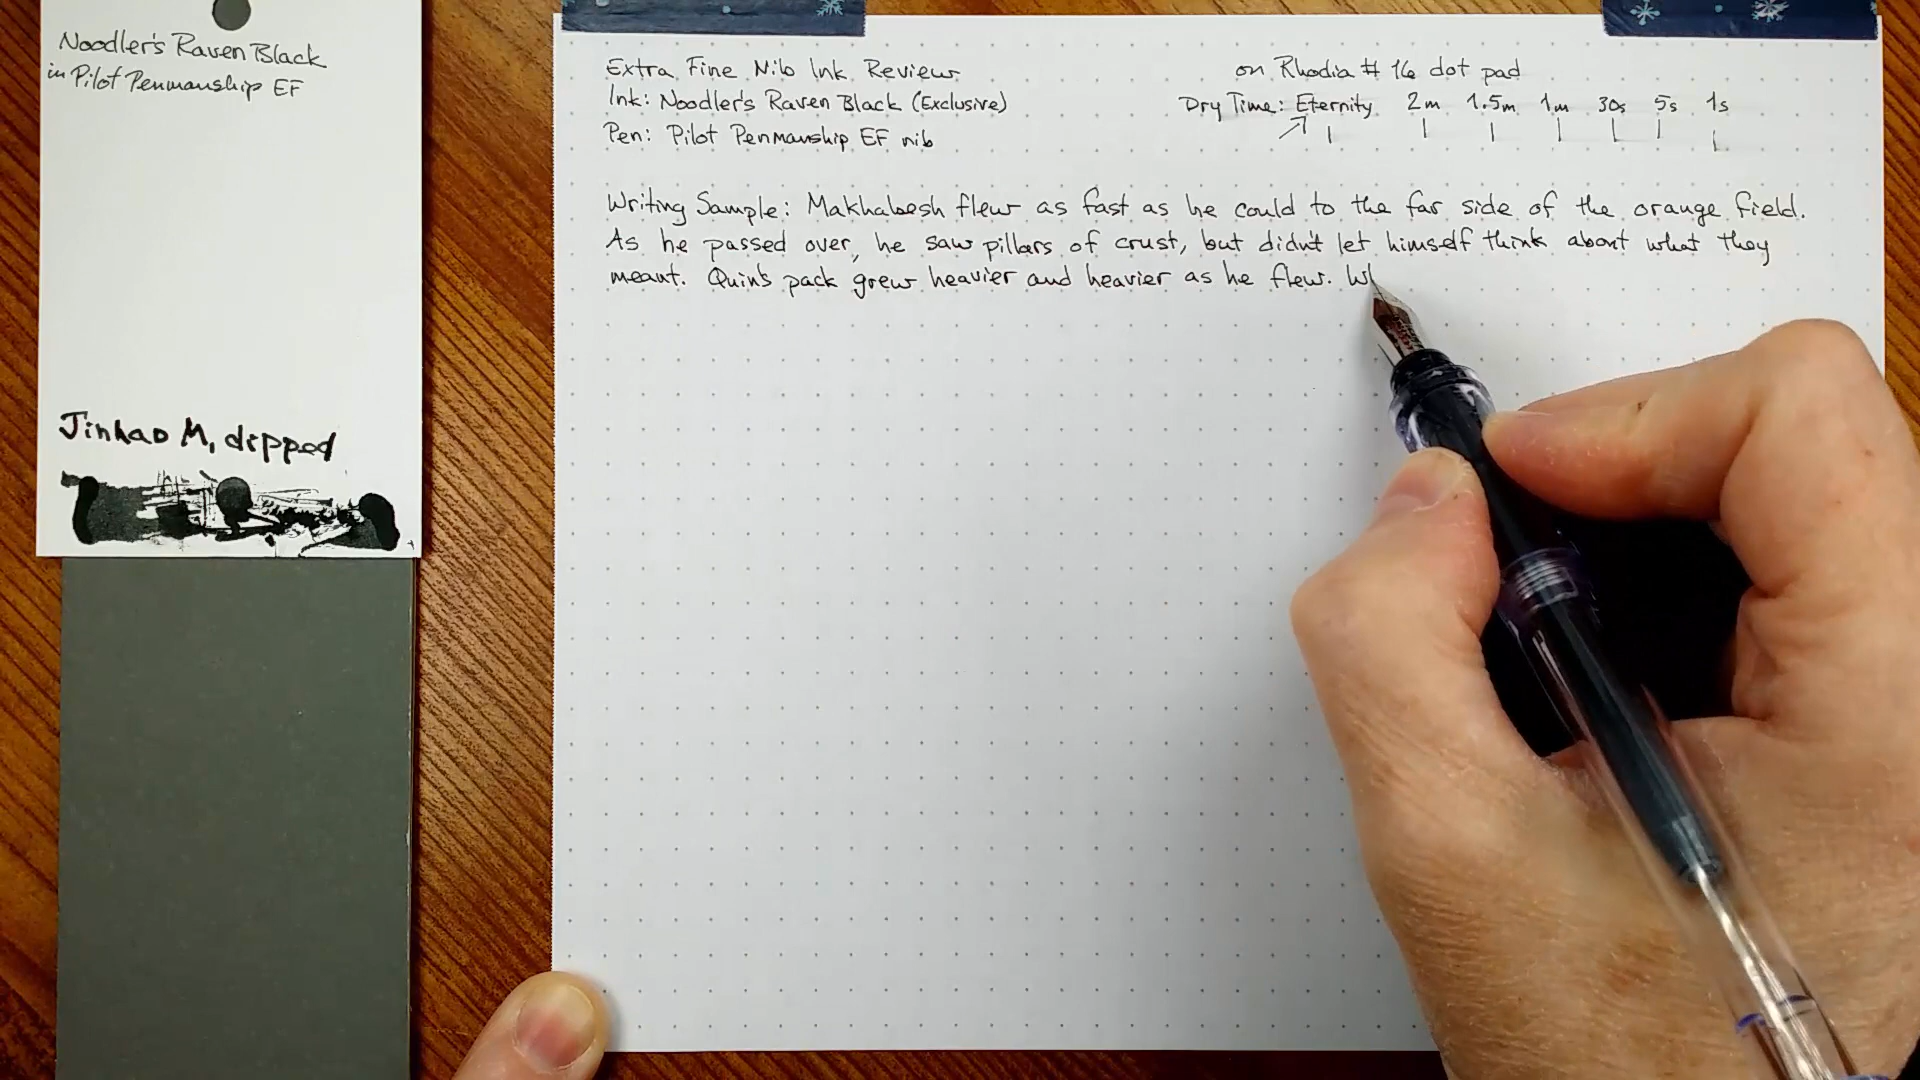 Noodler's Raven Black
in Pilot Penmanship EF
Jinhao M, dipped
Extra Fine Nib Ink Review
Ink: Noodler's Raven Black (Exclusive)
Pen: Pilot Penmanship EF nib
on Rhodia # 16 dot pad
Dry Time: Eternity 2m 1.5m 1m 30s 5s 1s
Writing Sample: Makhabesh flew as fast as he could to the far side of the orange field.
As he passed over, he saw pillars of crust, but didn't let himself think about what they
meant. Quin's pack grew heavier and heavier as he flew. Wh